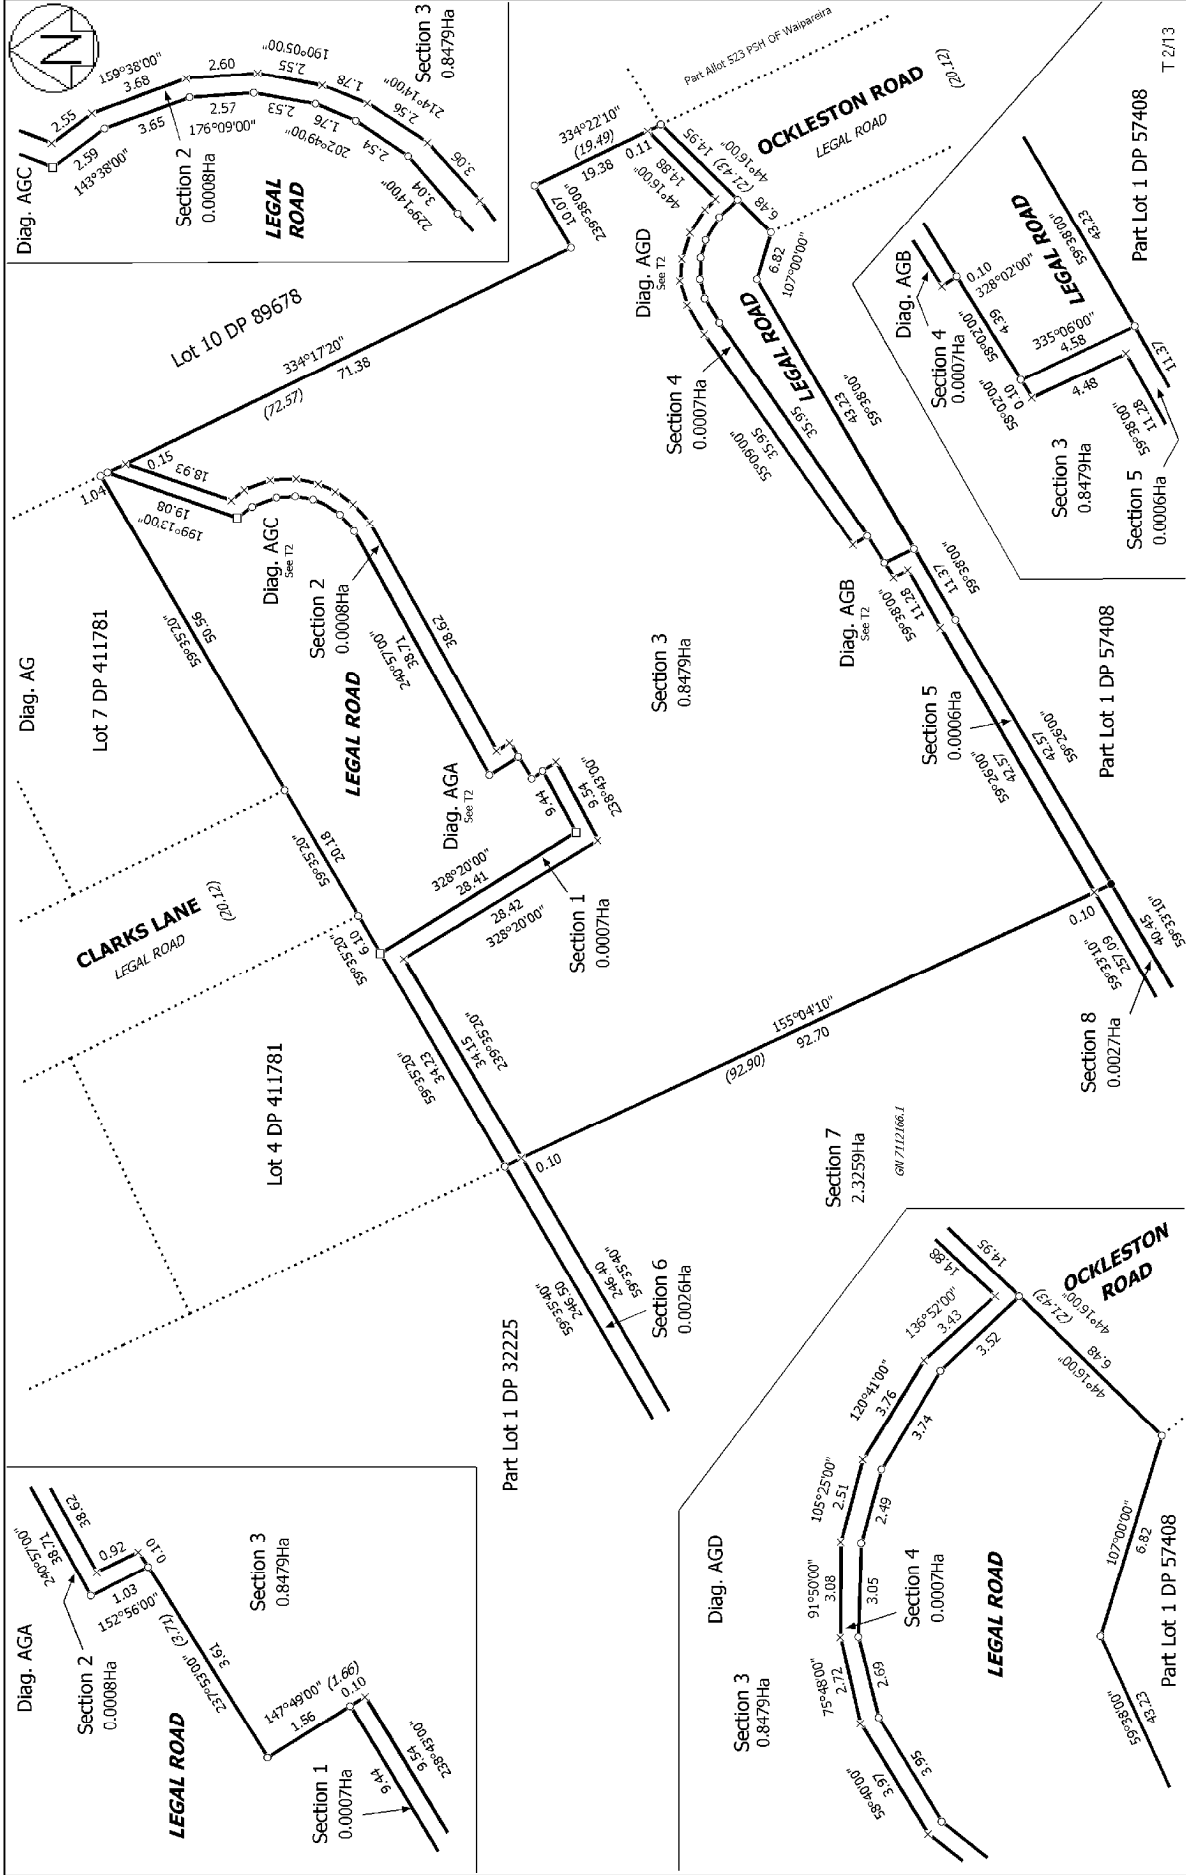 Diag. AGA
Section 2
0.0008Ha
240°57'00"
38.71
38.62
0.92
1.03
152°56'00"
0.10
237°53'00" (3.71)
3.61
LEGAL ROAD
Section 3
0.8479Ha
147°49'00" (1.66)
1.56
0.10
Section 1
0.0007Ha
9.44
9.54
238°43'00"
Diag. AG
Lot 7 DP 411781
CLARKS LANE
(20.12)
LEGAL ROAD
Lot 4 DP 411781
Part Lot 1 DP 32225
59°35'40"
246.50
246.40
59°35'40"
Section 6
0.0026Ha
0.10
59°35'20"
34.23
34.15
239°35'20"
59°35'20"
6.10
59°35'20"
20.18
59°35'20"
50.56
1.04
0.15
18.93
19.08
199°13'00"
Diag. AGC
See T2
Section 2
0.0008Ha
LEGAL ROAD
240°57'00"
38.71
38.62
Diag. AGA
See T2
9.44
9.54
238°43'00"
328°20'00"
28.41
28.42
328°20'00"
Section 1
0.0007Ha
Section 3
0.8479Ha
155°04'10"
(92.90)
92.70
0.10
Section 7
2.3259Ha
GN 7112166.1
59°33'10"
257.09
40.45
59°33'10"
Section 8
0.0027Ha
Section 5
0.0006Ha
59°26'00"
42.57
42.57
59°26'00"
Part Lot 1 DP 57408
Diag. AGB
See T2
59°38'00"
11.28
11.37
59°38'00"
Section 4
0.0007Ha
55°09'00"
35.95
35.95
LEGAL ROAD
43.23
59°38'00"
Diag. AGD
See T2
6.82
107°00'00"
Lot 10 DP 89678
334°17'20"
(72.57)
71.38
10.07
239°38'00"
334°22'10"
(19.49)
19.38
0.11
14.88
44°16'00"
14.95
(21.43)
44°16'00"
6.48
Part Allot 523 PSH OF Waipareira
OCKLESTON ROAD
(20.12)
LEGAL ROAD
Diag. AGC
2.55
2.59
143°38'00"
159°38'00"
3.68
3.65
2.60
2.57
176°09'00"
190°05'00"
2.55
2.53
202°49'00"
1.78
1.76
214°14'00"
2.56
2.54
3.06
3.04
229°14'00"
Section 2
0.0008Ha
LEGAL
ROAD
Section 3
0.8479Ha
Diag. AGD
Section 3
0.8479Ha
58°40'00"
3.97
3.95
75°48'00"
2.72
2.69
91°50'00"
3.08
3.05
105°25'00"
2.51
2.49
120°41'00"
3.76
3.74
136°52'00"
3.43
3.52
14.88
14.95
Section 4
0.0007Ha
LEGAL ROAD
44°16'00"
(21.43)
6.48
44°16'00"
OCKLESTON
ROAD
107°00'00"
6.82
59°38'00"
43.23
Part Lot 1 DP 57408
Diag. AGB
Section 4
0.0007Ha
0.10
328°02'00"
4.39
58°02'00"
58°02'00"
0.10
335°06'00"
4.58
4.48
Section 3
0.8479Ha
LEGAL ROAD
59°38'00"
43.23
11.28
59°38'00"
11.37
Section 5
0.0006Ha
Part Lot 1 DP 57408
T 2/13
N